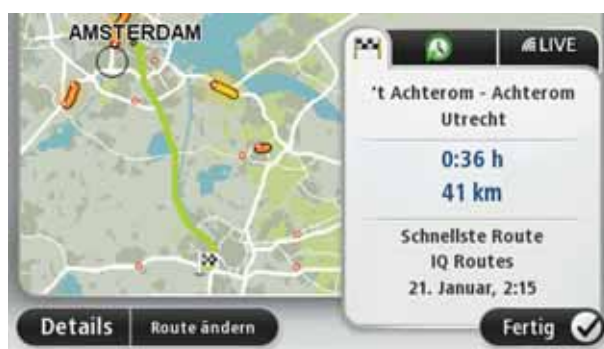 AMSTERDAM
LIVE
't Achterom - Achterom
Utrecht
0:36 h
41 km
Schnellste Route
IQ Routes
21. Januar, 2:15
Details
Route ändern
Fertig